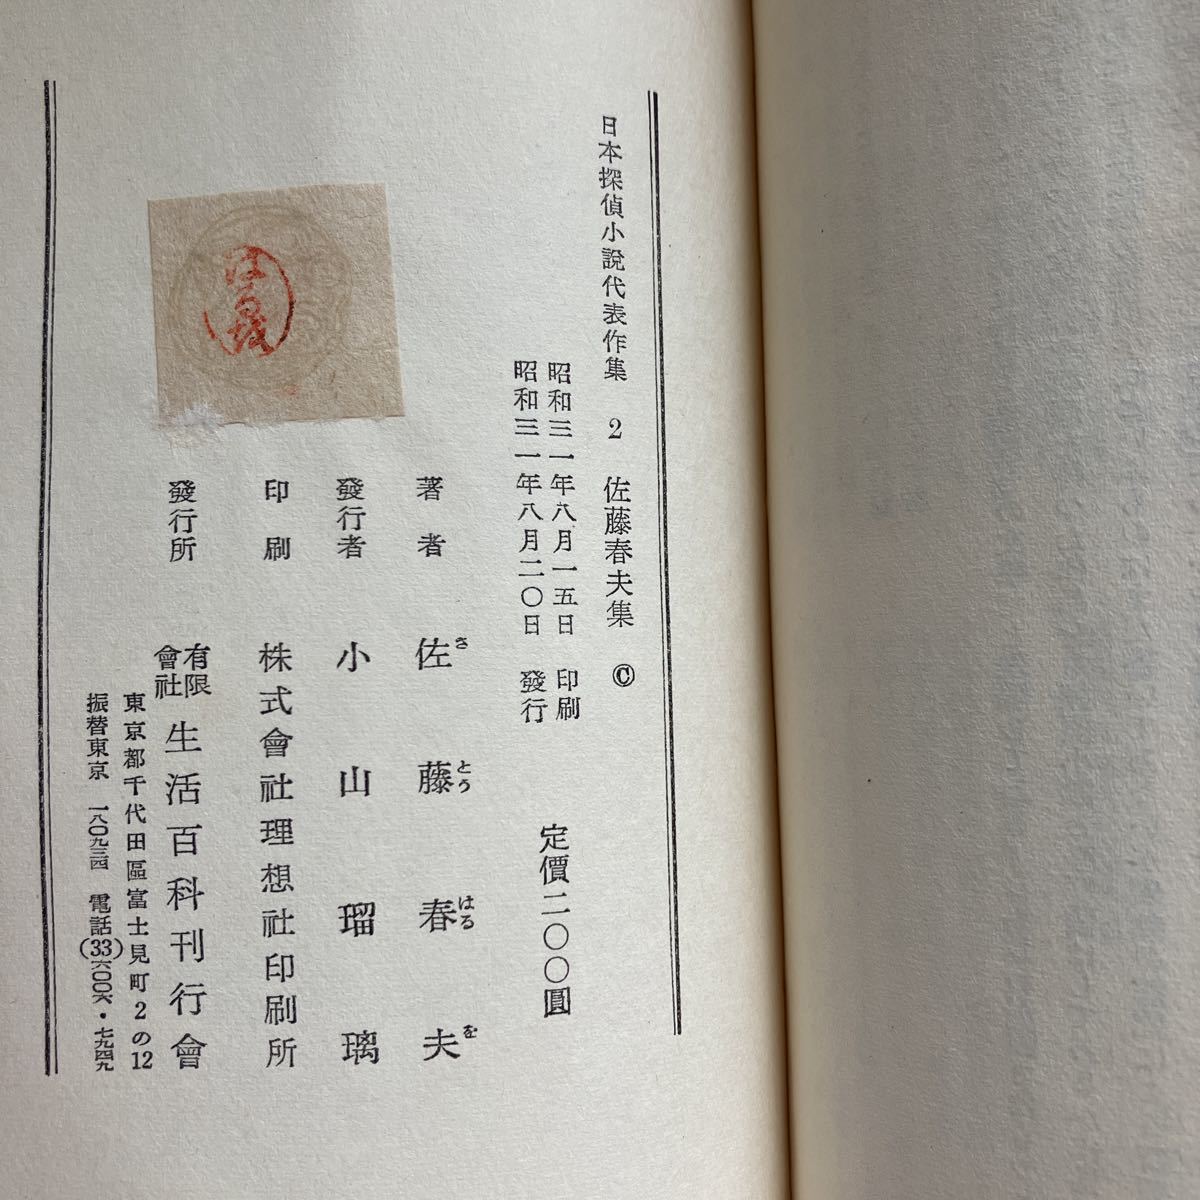 日本探偵小說代表作集 2 佐藤春夫集 ©
昭和三一年八月一五日 印刷
昭和三一年八月二〇日 發行
定價二〇〇圓
著者 佐藤春夫
さとうはるを
發行者 小山瑠璃
印刷 株式會社理想社印刷所
發行所 有限會社 生活百科刊行會
東京都千代田區富士見町2の12
振替東京 一八〇九三四 電話(33)六〇〇六・七九四九